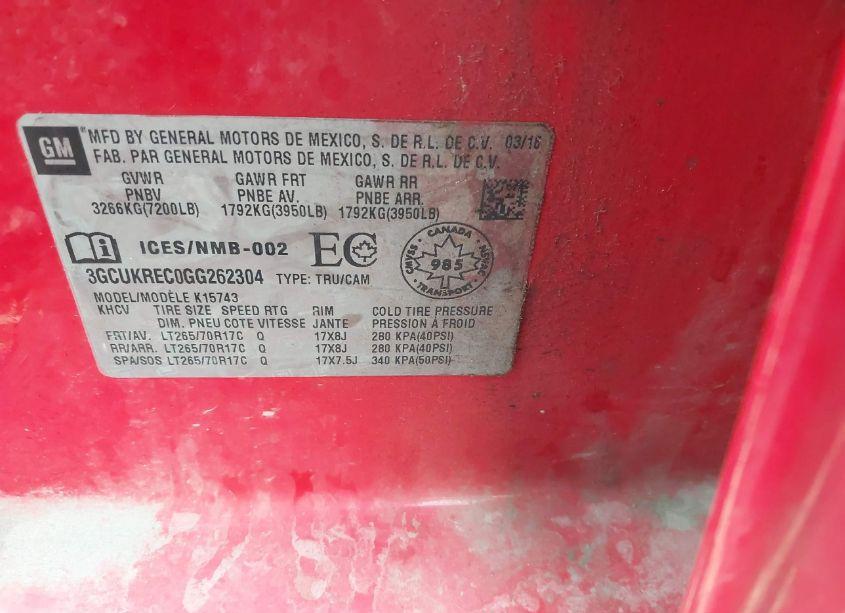 GM MFD BY GENERAL MOTORS DE MEXICO, S. DE R.L. DE C.V. 03/16
FAB. PAR GENERAL MOTORS DE MEXICO, S. DE R.L. DE C.V.
GVWR GAWR FRT GAWR RR
PNBV PNBE AV. PNBE ARR.
3266KG(7200LB) 1792KG(3950LB) 1792KG(3950LB)
ICES/NMB-002 EC
CANADA CMVSS 985 NSVAC TRANSPORT
3GCUKREC0GG262304 TYPE: TRU/CAM
MODEL/MODÈLE K15743
KHCV TIRE SIZE SPEED RTG RIM COLD TIRE PRESSURE
DIM. PNEU COTE VITESSE JANTE PRESSION À FROID
FRT/AV. LT265/70R17C Q 17X8J 280 KPA(40PSI)
RR/ARR. LT265/70R17C Q 17X8J 280 KPA(40PSI)
SPA/SOS LT265/70R17C Q 17X7.5J 340 KPA(50PSI)